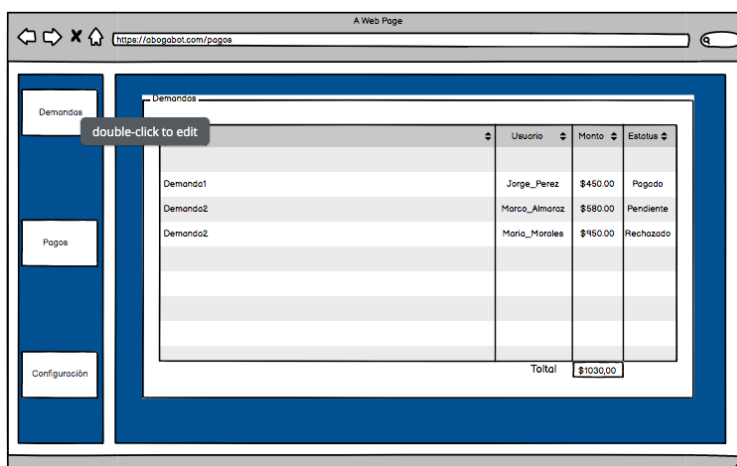 A Web Page
https://abogabot.com/pagos
Demandas
double-click to edit
Pagos
Configuraciòn
Demandas
Usuario Monto Estatus
Demanda1 Jorge_Perez $450.00 Pagado
Demanda2 Marco_Almaraz $580.00 Pendiente
Demanda2 Maria_Morales $950.00 Rechazado
Toltal $1030,00